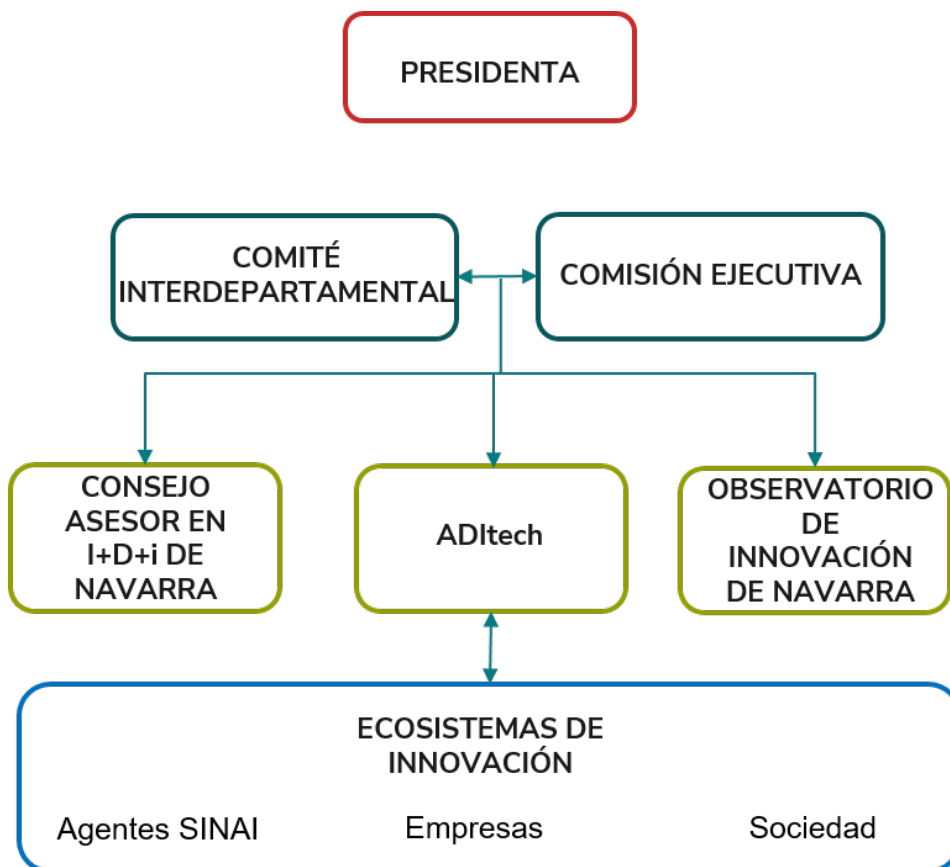 PRESIDENTA
COMITÉ
INTERDEPARTAMENTAL
COMISIÓN EJECUTIVA
CONSEJO
ASESOR EN
I+D+i DE
NAVARRA
ADItech
OBSERVATORIO
DE
INNOVACIÓN
DE NAVARRA
ECOSISTEMAS DE
INNOVACIÓN
Agentes SINAI
Empresas
Sociedad